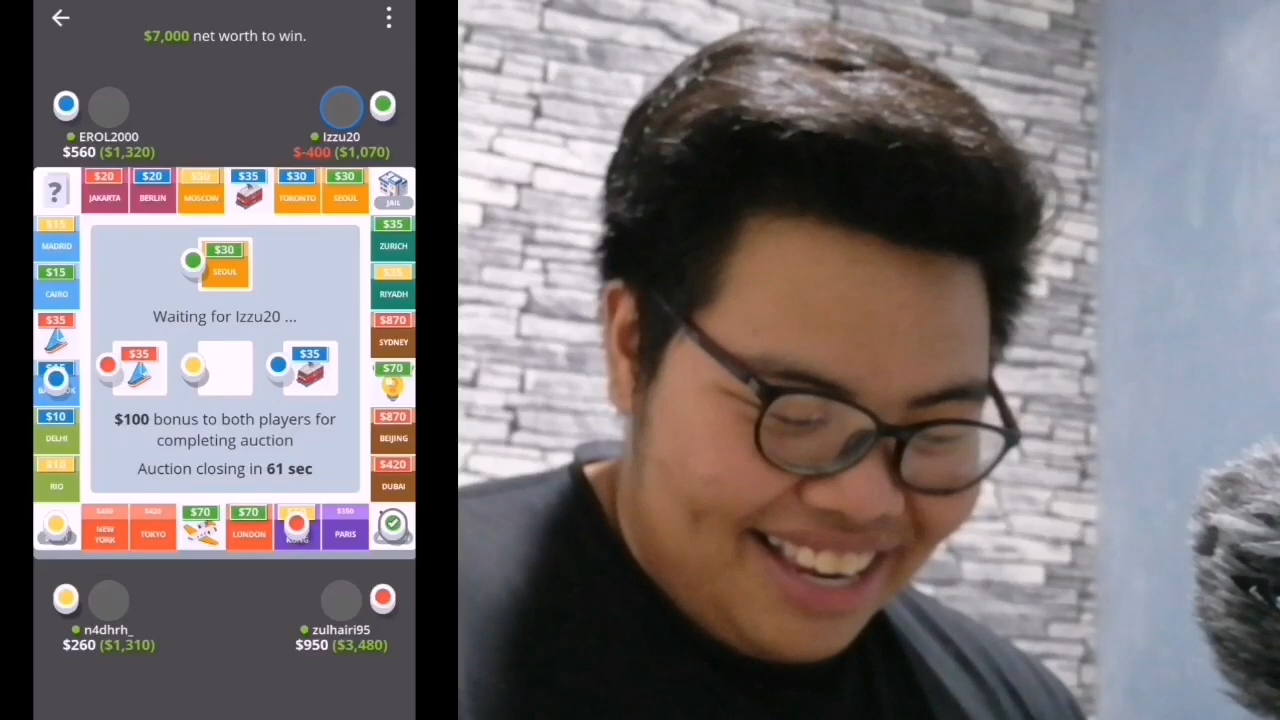 $7,000 net worth to win.
EROL2000
$560 ($1,320)
Izzu20
$-400 ($1,070)
?
$20
JAKARTA
$20
BERLIN
$30
MOSCOW
$35
$30
TORONTO
$30
SEOUL
JAIL
$15
MADRID
$15
CAIRO
$35
$10
DELHI
$10
RIO
$30
SEOUL
Waiting for Izzu20 ...
$35
$35
$100 bonus to both players for
completing auction
Auction closing in 61 sec
$35
ZURICH
$35
RIYADH
$870
SYDNEY
$70
$870
BEIJING
$420
DUBAI
NEW
YORK
$420
TOKYO
$70
$70
LONDON
KONG
$350
PARIS
n4dhrh_
$260 ($1,310)
zulhairi95
$950 ($3,480)